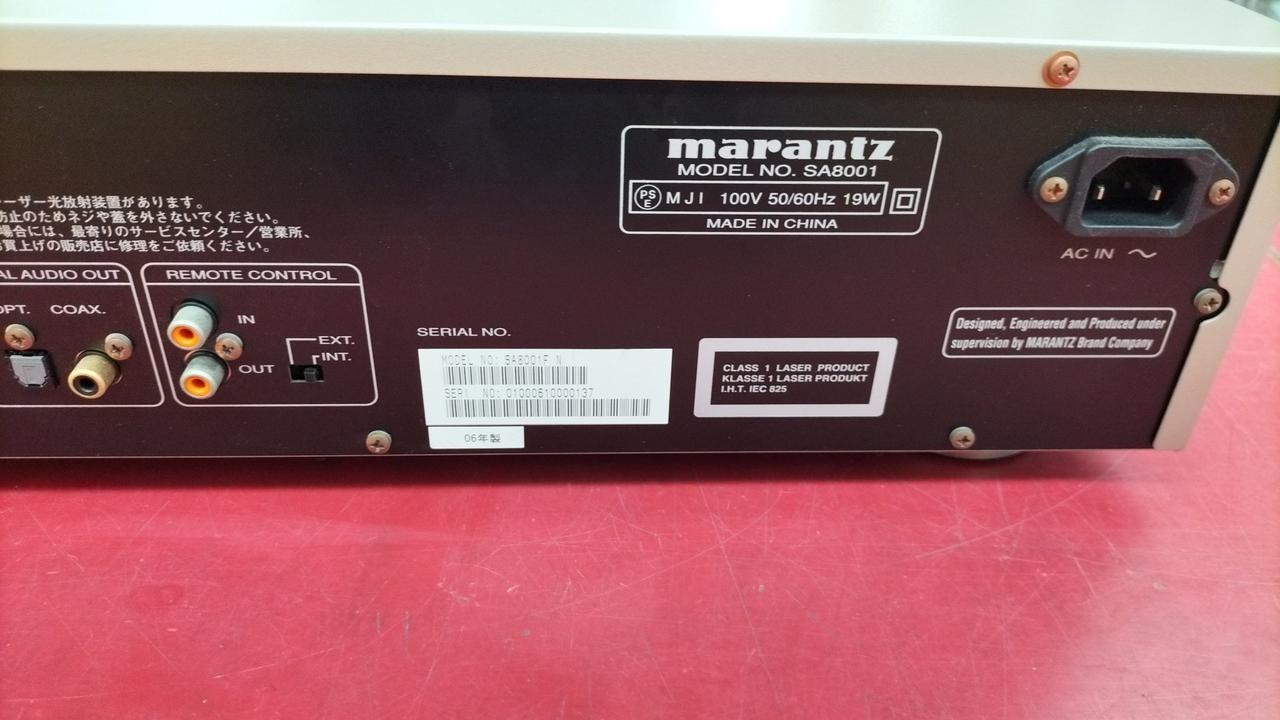 marantz
MODEL NO. SA8001
PSE MJI 100V 50/60Hz 19W
MADE IN CHINA
AC IN
ーザー光放射装置があります。
防止のためネジや蓋を外さないでください。
場合には、最寄りのサービスセンター／営業所、
お買上げの販売店に修理をご依頼ください。
AL AUDIO OUT
OPT. COAX.
REMOTE CONTROL
IN
OUT
EXT.
INT.
SERIAL NO.
MODEL NO: SA8001F N
SERI NO: 01000610000137
06年製
CLASS 1 LASER PRODUCT
KLASSE 1 LASER PRODUKT
I.H.T. IEC 825
Designed, Engineered and Produced under
supervision by MARANTZ Brand Company